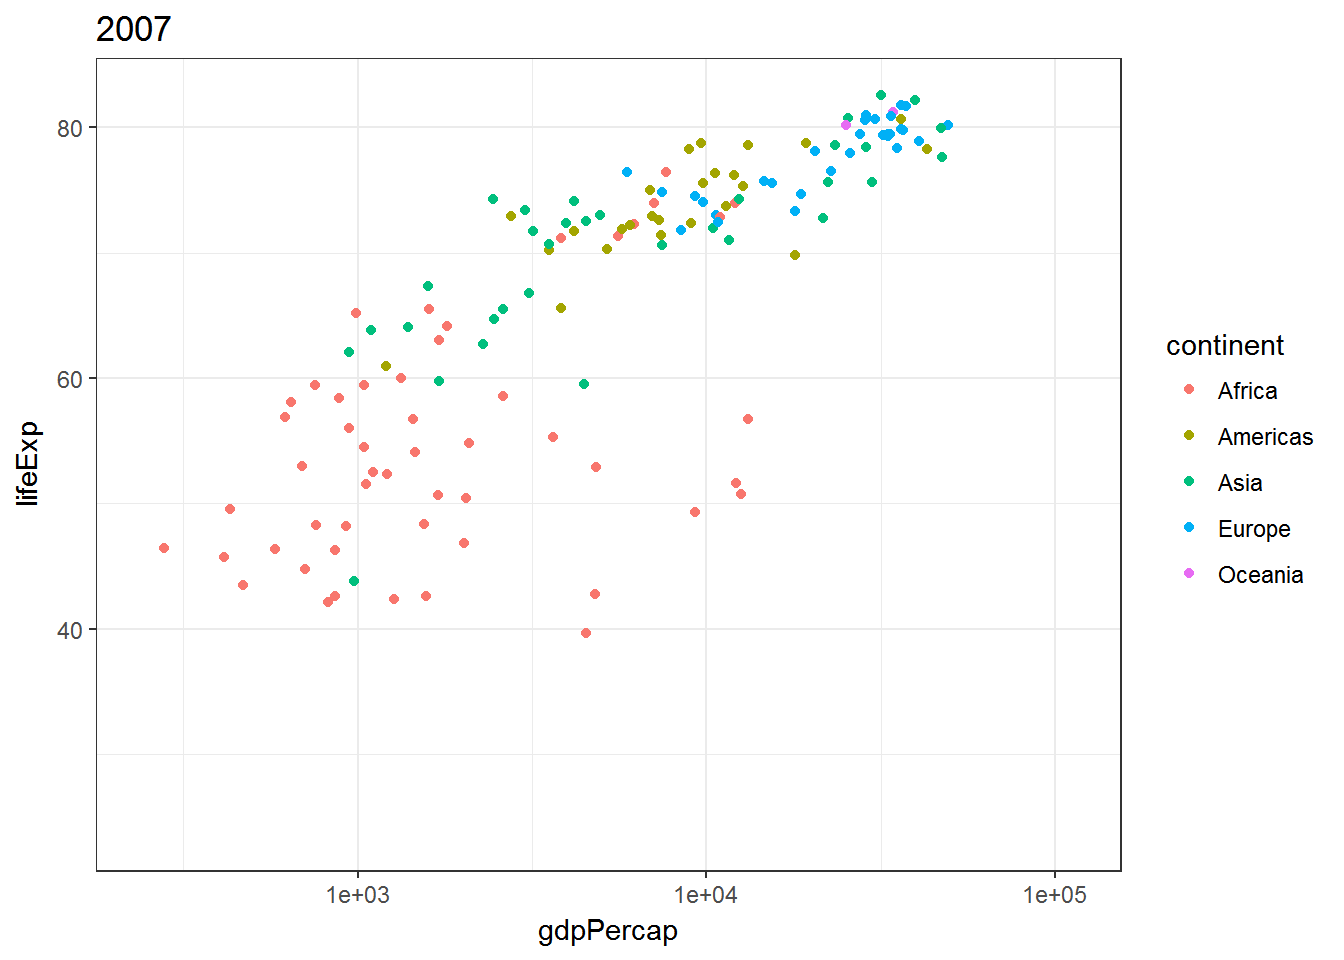 2007
80
60
40
lifeExp
1e+03
1e+04
1e+05
gdpPercap
continent
Africa
Americas
Asia
Europe
Oceania